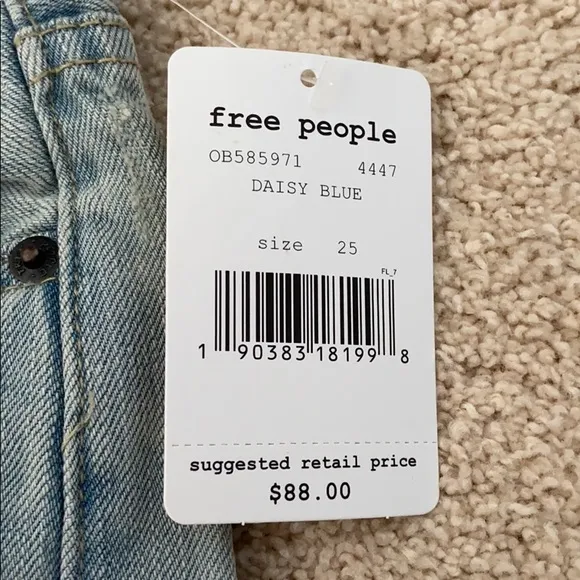 free people
OB585971 4447
DAISY BLUE
size 25
FL_7
1 90383 18199 8
suggested retail price
$88.00